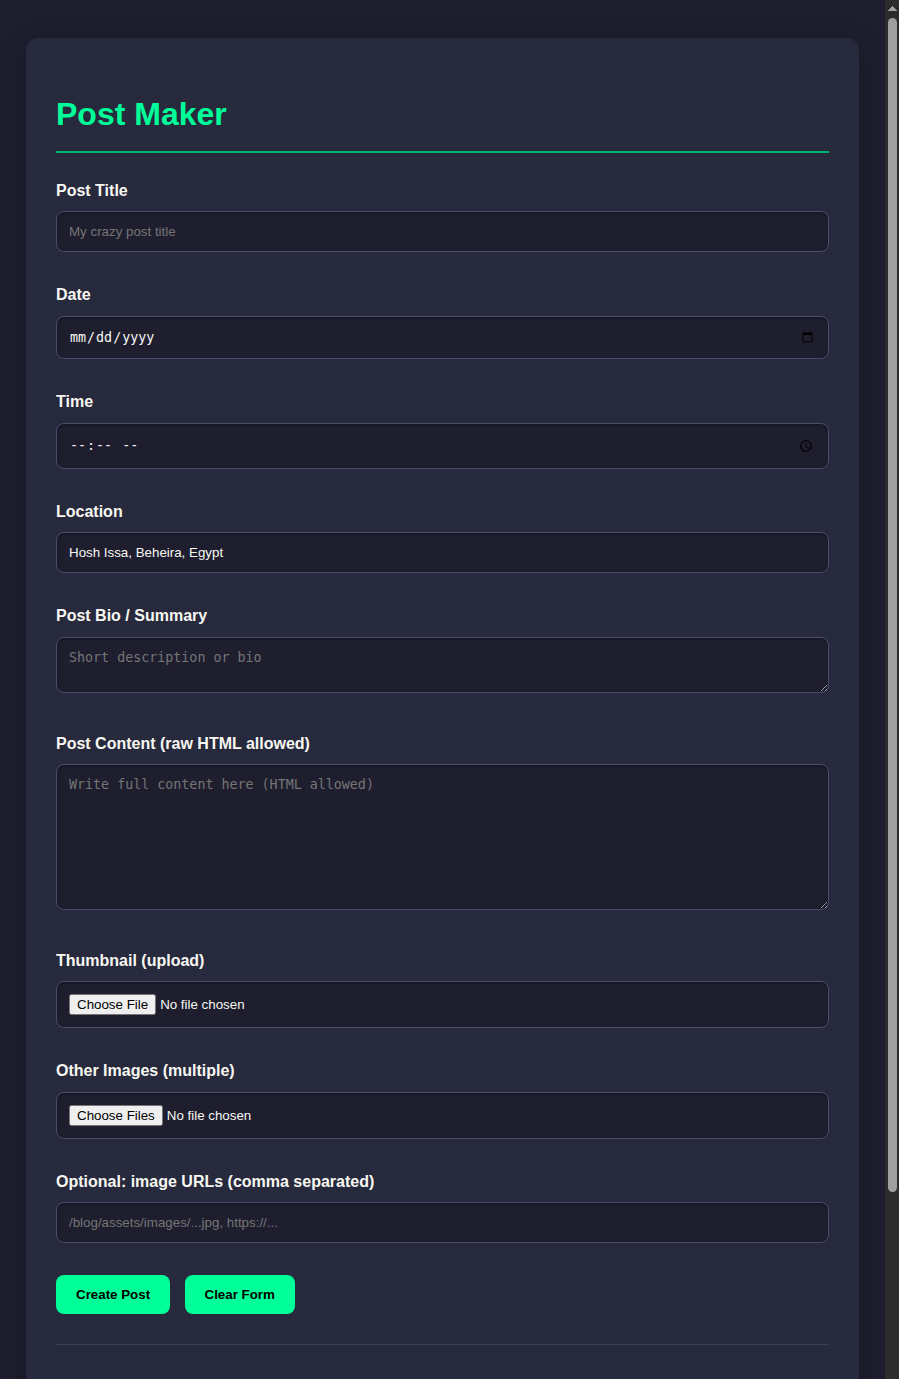 Post Maker
Post Title
My crazy post title
Date
mm/dd/yyyy
Time
--:-- --
Location
Hosh Issa, Beheira, Egypt
Post Bio / Summary
Short description or bio
Post Content (raw HTML allowed)
Write full content here (HTML allowed)
Thumbnail (upload)
Choose File No file chosen
Other Images (multiple)
Choose Files No file chosen
Optional: image URLs (comma separated)
/blog/assets/images/...jpg, https://...
Create Post Clear Form